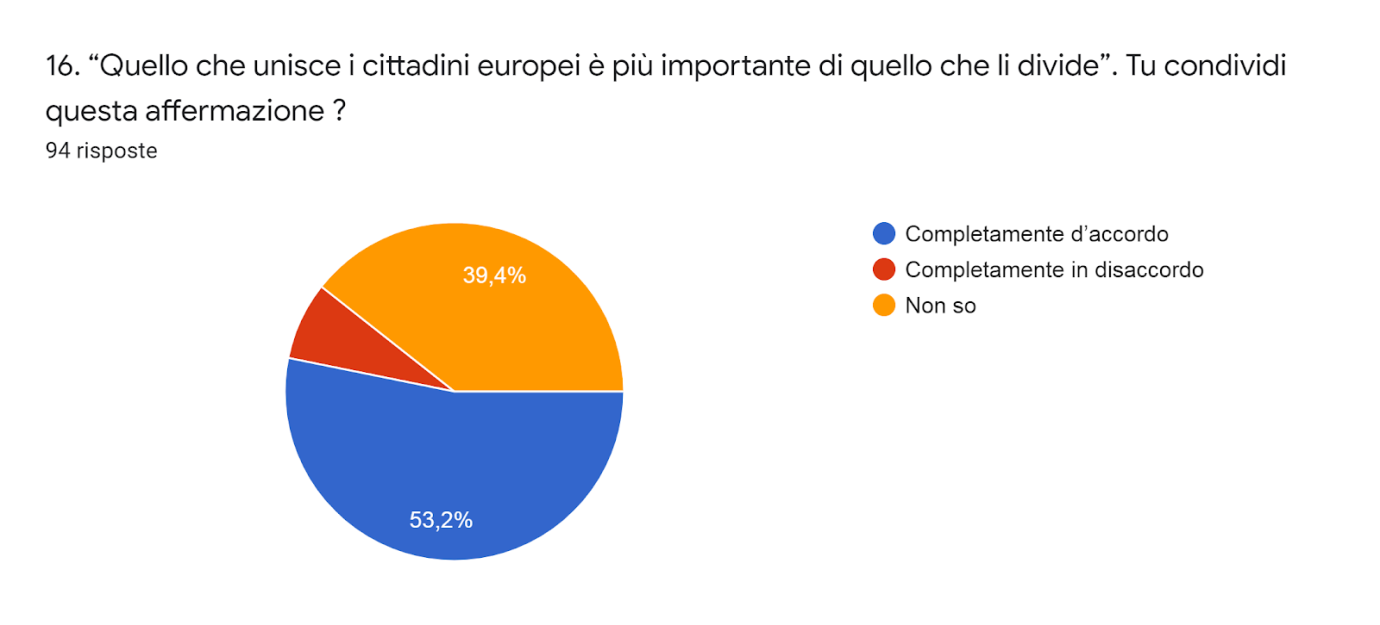 16. “Quello che unisce i cittadini europei è più importante di quello che li divide”. Tu condividi
questa affermazione ?
94 risposte
Completamente d’accordo
Completamente in disaccordo
Non so
39,4%
53,2%